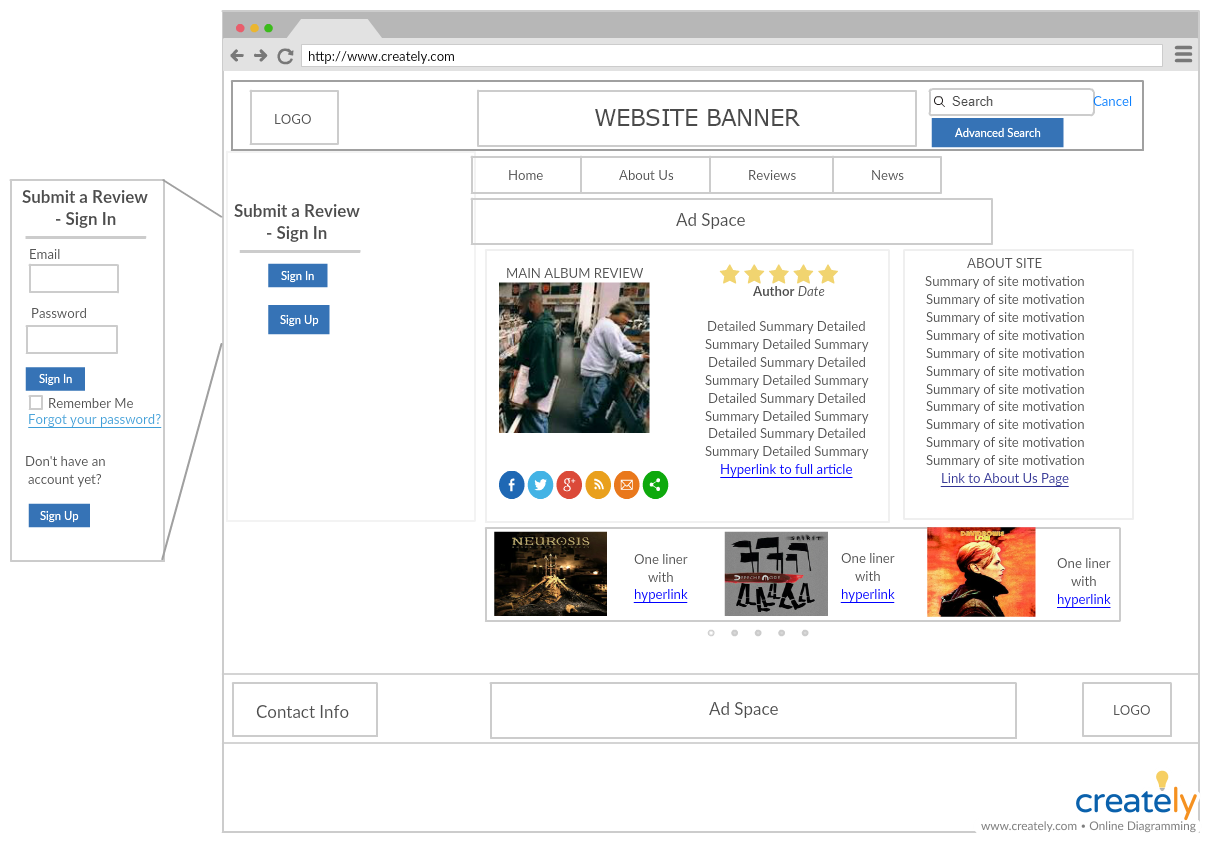 http://www.creately.com
LOGO
WEBSITE BANNER
Search
Cancel
Advanced Search
Home
About Us
Reviews
News
Submit a Review
- Sign In
Email
Password
Sign In
Remember Me
Forgot your password?
Don't have an
account yet?
Sign Up
Submit a Review
- Sign In
Sign In
Sign Up
Ad Space
MAIN ALBUM REVIEW
Author Date
Detailed Summary Detailed
Summary Detailed Summary
Detailed Summary Detailed
Summary Detailed Summary
Detailed Summary Detailed
Summary Detailed Summary
Detailed Summary Detailed
Summary Detailed Summary
Hyperlink to full article
f
g+
ABOUT SITE
Summary of site motivation
Summary of site motivation
Summary of site motivation
Summary of site motivation
Summary of site motivation
Summary of site motivation
Summary of site motivation
Summary of site motivation
Summary of site motivation
Summary of site motivation
Summary of site motivation
Link to About Us Page
NEUROSIS
One liner
with
hyperlink
DEPECHE MODE
One liner
with
hyperlink
DAVID BOWIE
LOW
One liner
with
hyperlink
Contact Info
Ad Space
LOGO
creately
www.creately.com • Online Diagramming